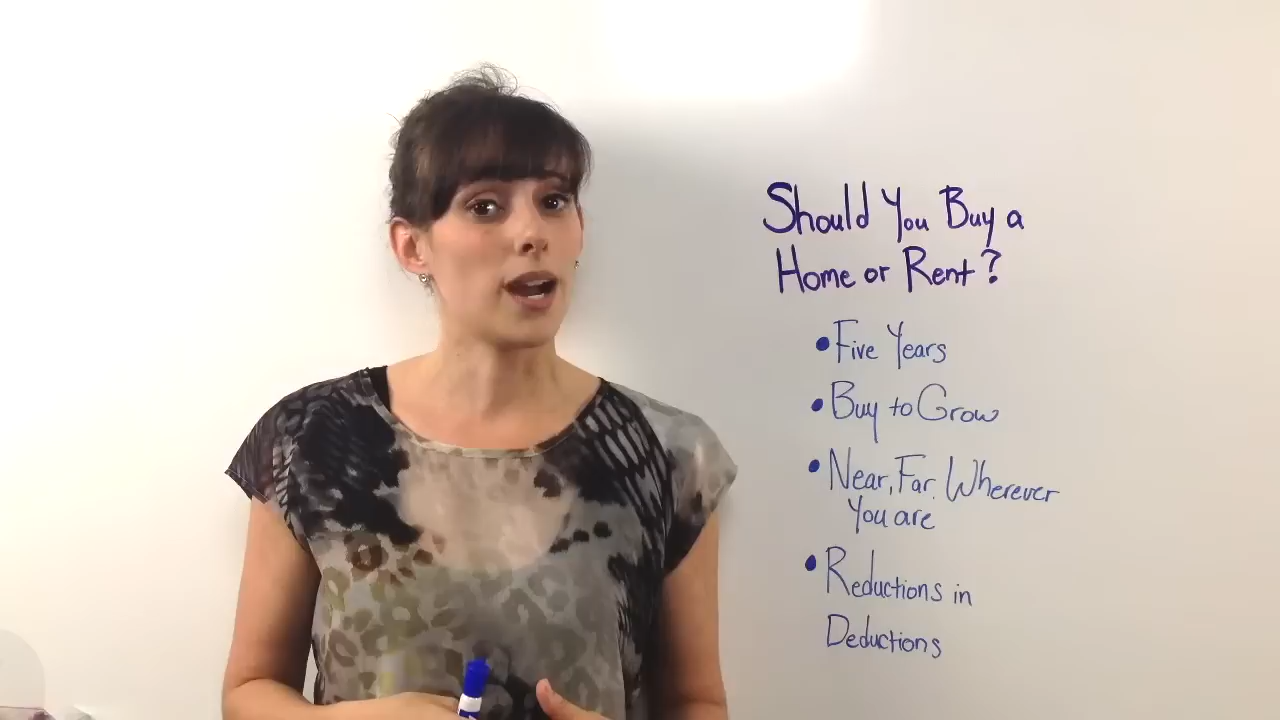 Should You Buy a
Home or Rent?
• Five Years
• Buy to Grow
• Near, Far, Wherever
You are
• Reductions in
Deductions